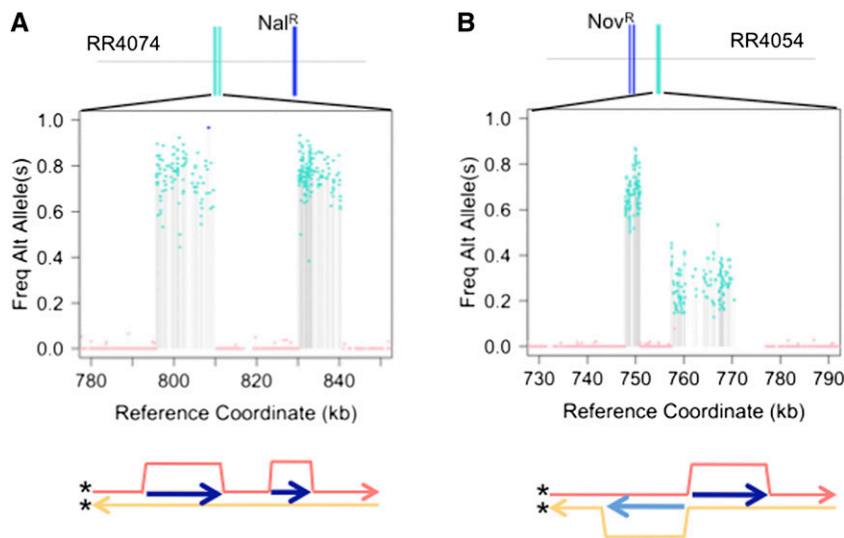 A
RR4074
Nal^R
Freq Alt Allele(s)
1.0
0.8
0.6
0.4
0.2
0.0
780 800 820 840
Reference Coordinate (kb)
*
*
B
Nov^R
RR4054
Freq Alt Allele(s)
1.0
0.8
0.6
0.4
0.2
0.0
730 740 750 760 770 780 790
Reference Coordinate (kb)
*
*